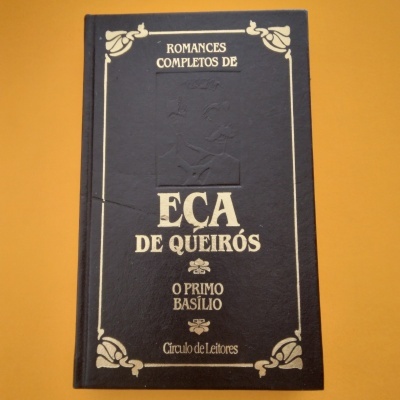 ROMANCES
COMPLETOS DE
EÇA
DE QUEIRÓS
O PRIMO
BASÍLIO
Círculo de Leitores